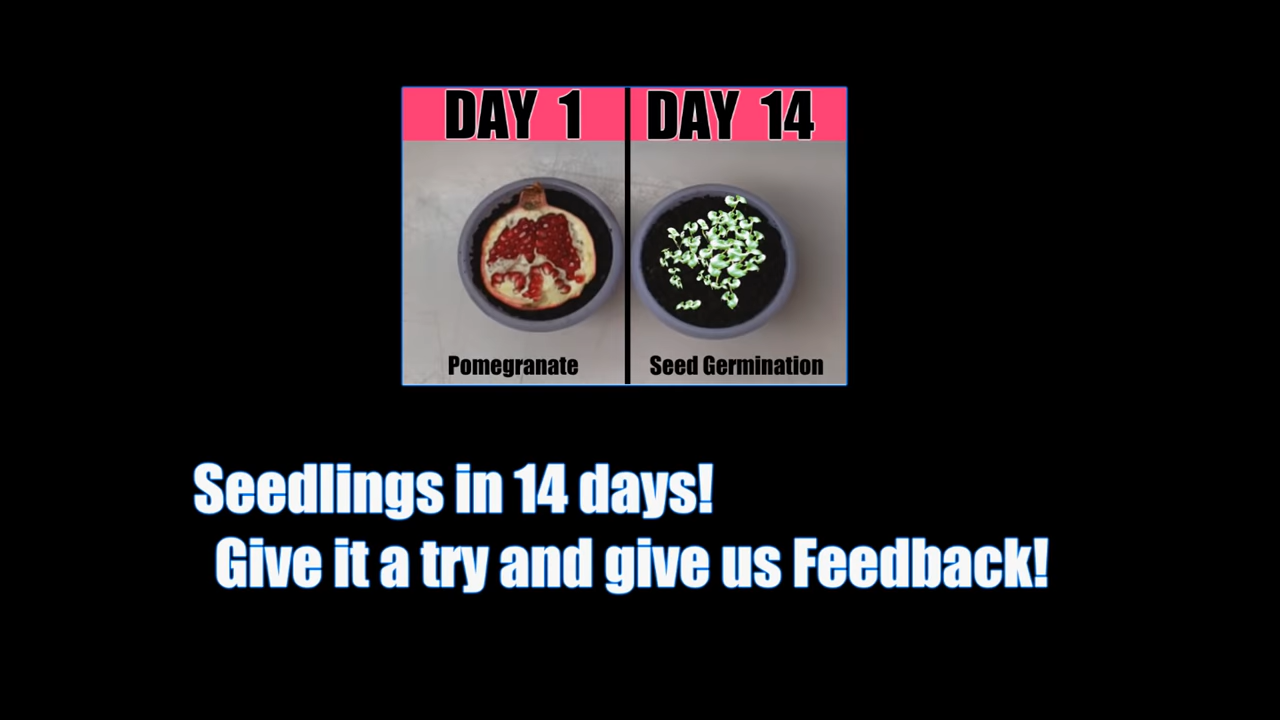 DAY 1
DAY 14
Pomegranate
Seed Germination
Seedlings in 14 days!
Give it a try and give us Feedback!